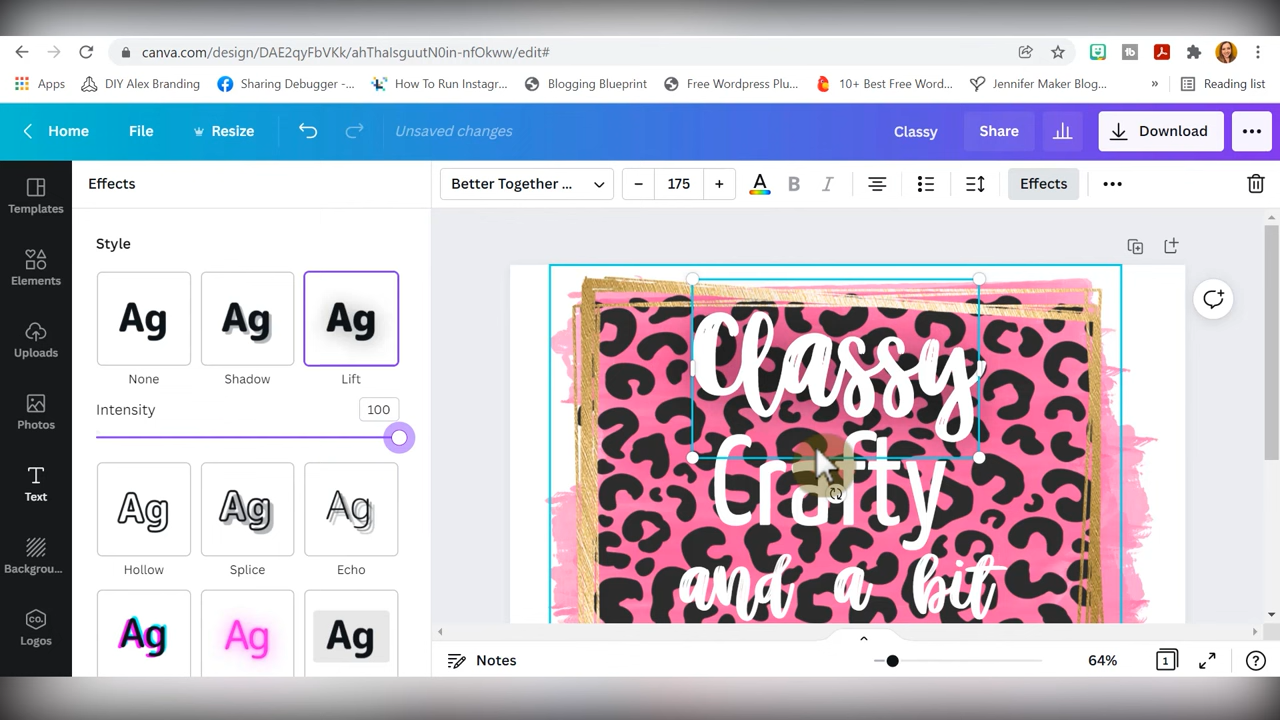 canva.com/design/DAE2qyFbVKk/ahThaIsguutN0in-nfOkww/edit#
Apps DIY Alex Branding Sharing Debugger -... How To Run Instagr... Blogging Blueprint Free Wordpress Plu... 10+ Best Free Word... Jennifer Maker Blog... » Reading list
Home File Resize Unsaved changes Classy Share Download
Effects Better Together ... 175 A B I Effects
Templates
Elements
Uploads
Photos
Text
Backgrou...
CO.
Logos
Style
Ag Ag Ag
None Shadow Lift
Intensity 100
Ag Ag Ag
Hollow Splice Echo
Ag Ag Ag
Classy
Crafty
and a bit
Notes 64% 1